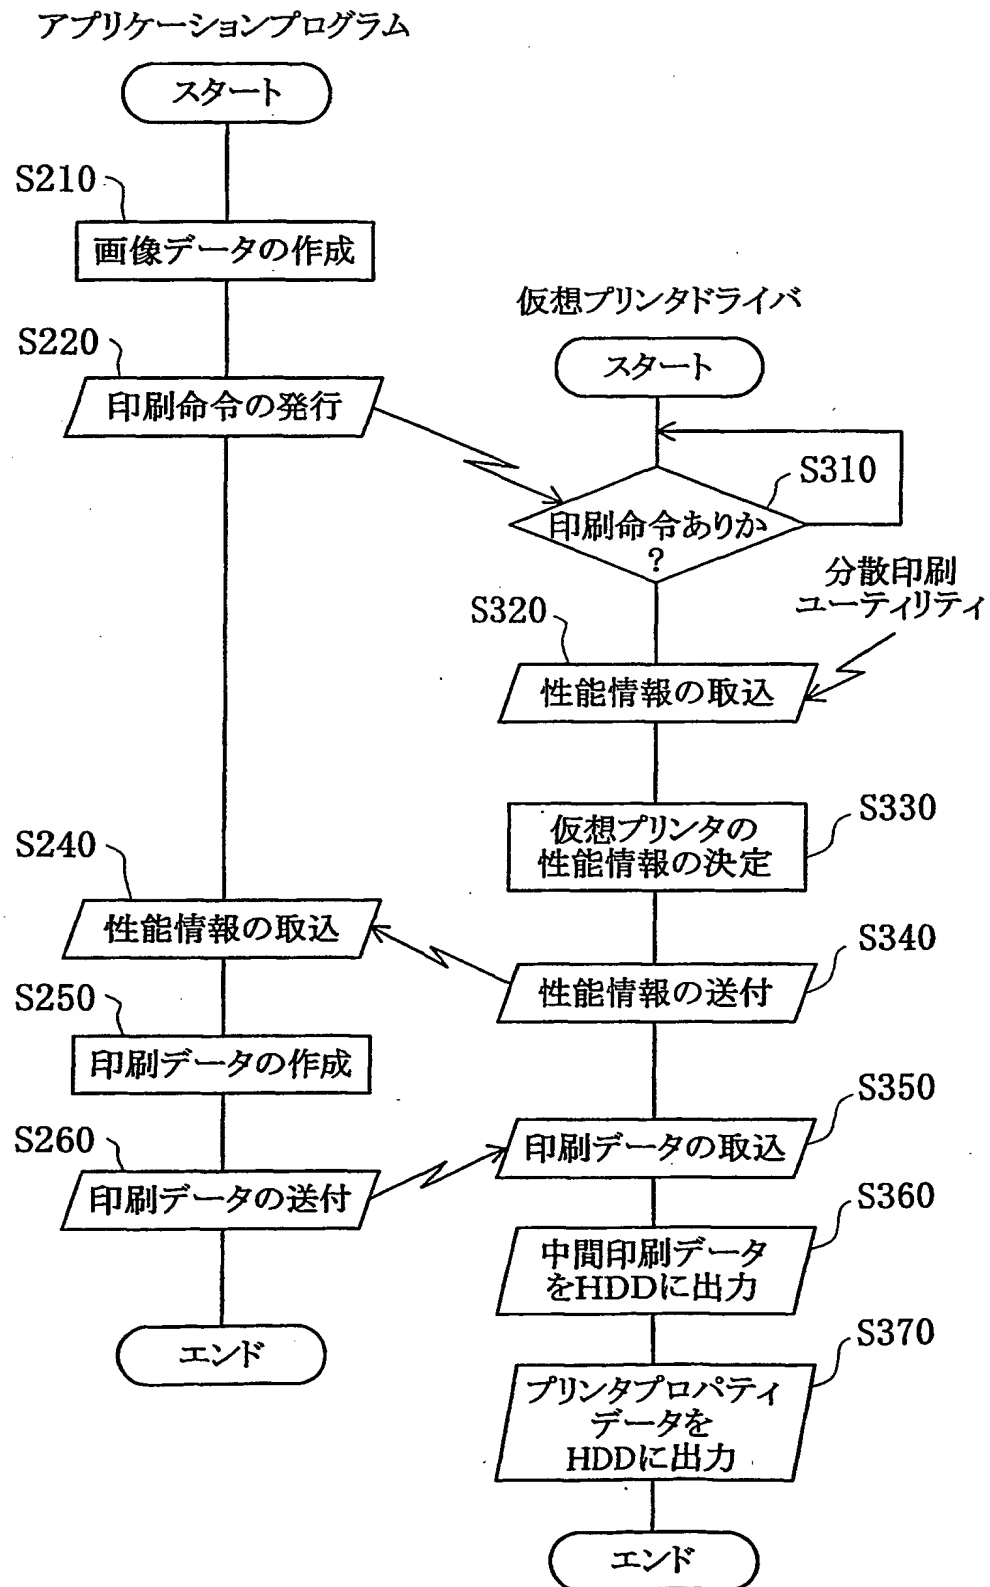 アプリケーションプログラム
スタート
S210
画像データの作成
S220
印刷命令の発行
S240
性能情報の取込
S250
印刷データの作成
S260
印刷データの送付
エンド
仮想プリンタドライバ
スタート
S310
印刷命令ありか
?
分散印刷
ユーティリティ
S320
性能情報の取込
S330
仮想プリンタの
性能情報の決定
S340
性能情報の送付
S350
印刷データの取込
S360
中間印刷データ
をHDDに出力
S370
プリンタプロパティ
データを
HDDに出力
エンド